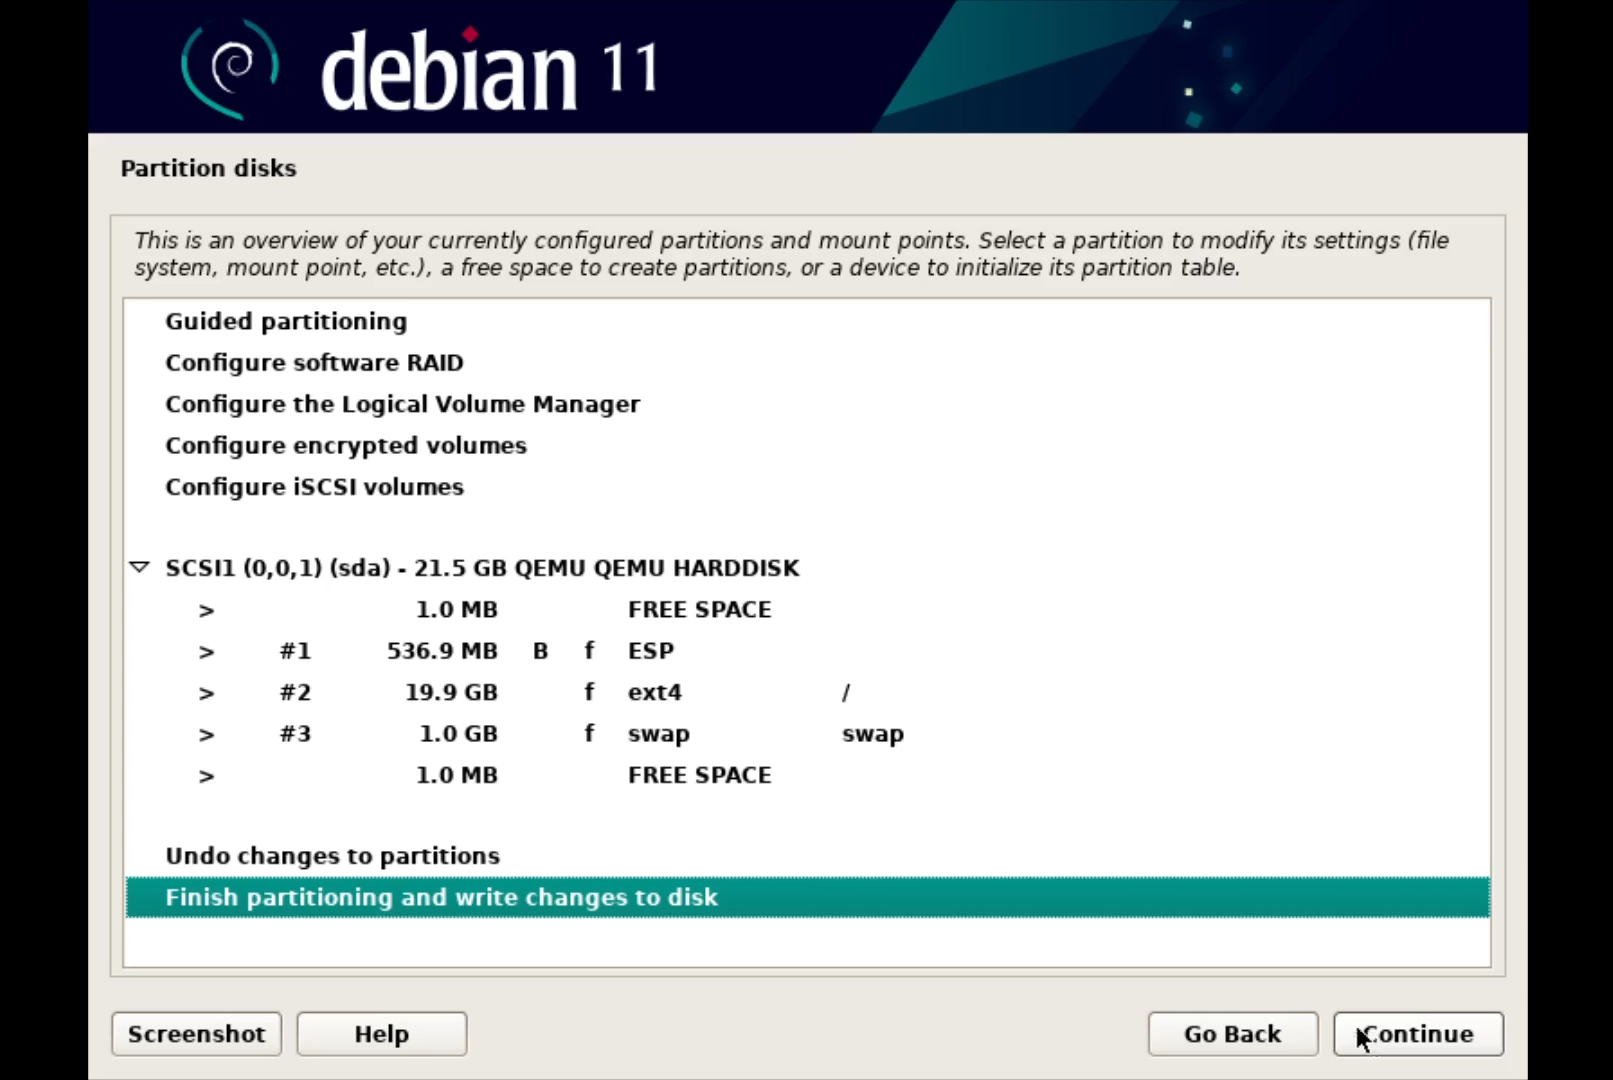 debian 11
Partition disks
This is an overview of your currently configured partitions and mount points. Select a partition to modify its settings (file
system, mount point, etc.), a free space to create partitions, or a device to initialize its partition table.
Guided partitioning
Configure software RAID
Configure the Logical Volume Manager
Configure encrypted volumes
Configure iSCSI volumes
SCSI1 (0,0,1) (sda) - 21.5 GB QEMU QEMU HARDDISK
> 1.0 MB FREE SPACE
> #1 536.9 MB B f ESP
> #2 19.9 GB f ext4 /
> #3 1.0 GB f swap swap
> 1.0 MB FREE SPACE
Undo changes to partitions
Finish partitioning and write changes to disk
Screenshot Help Go Back Continue